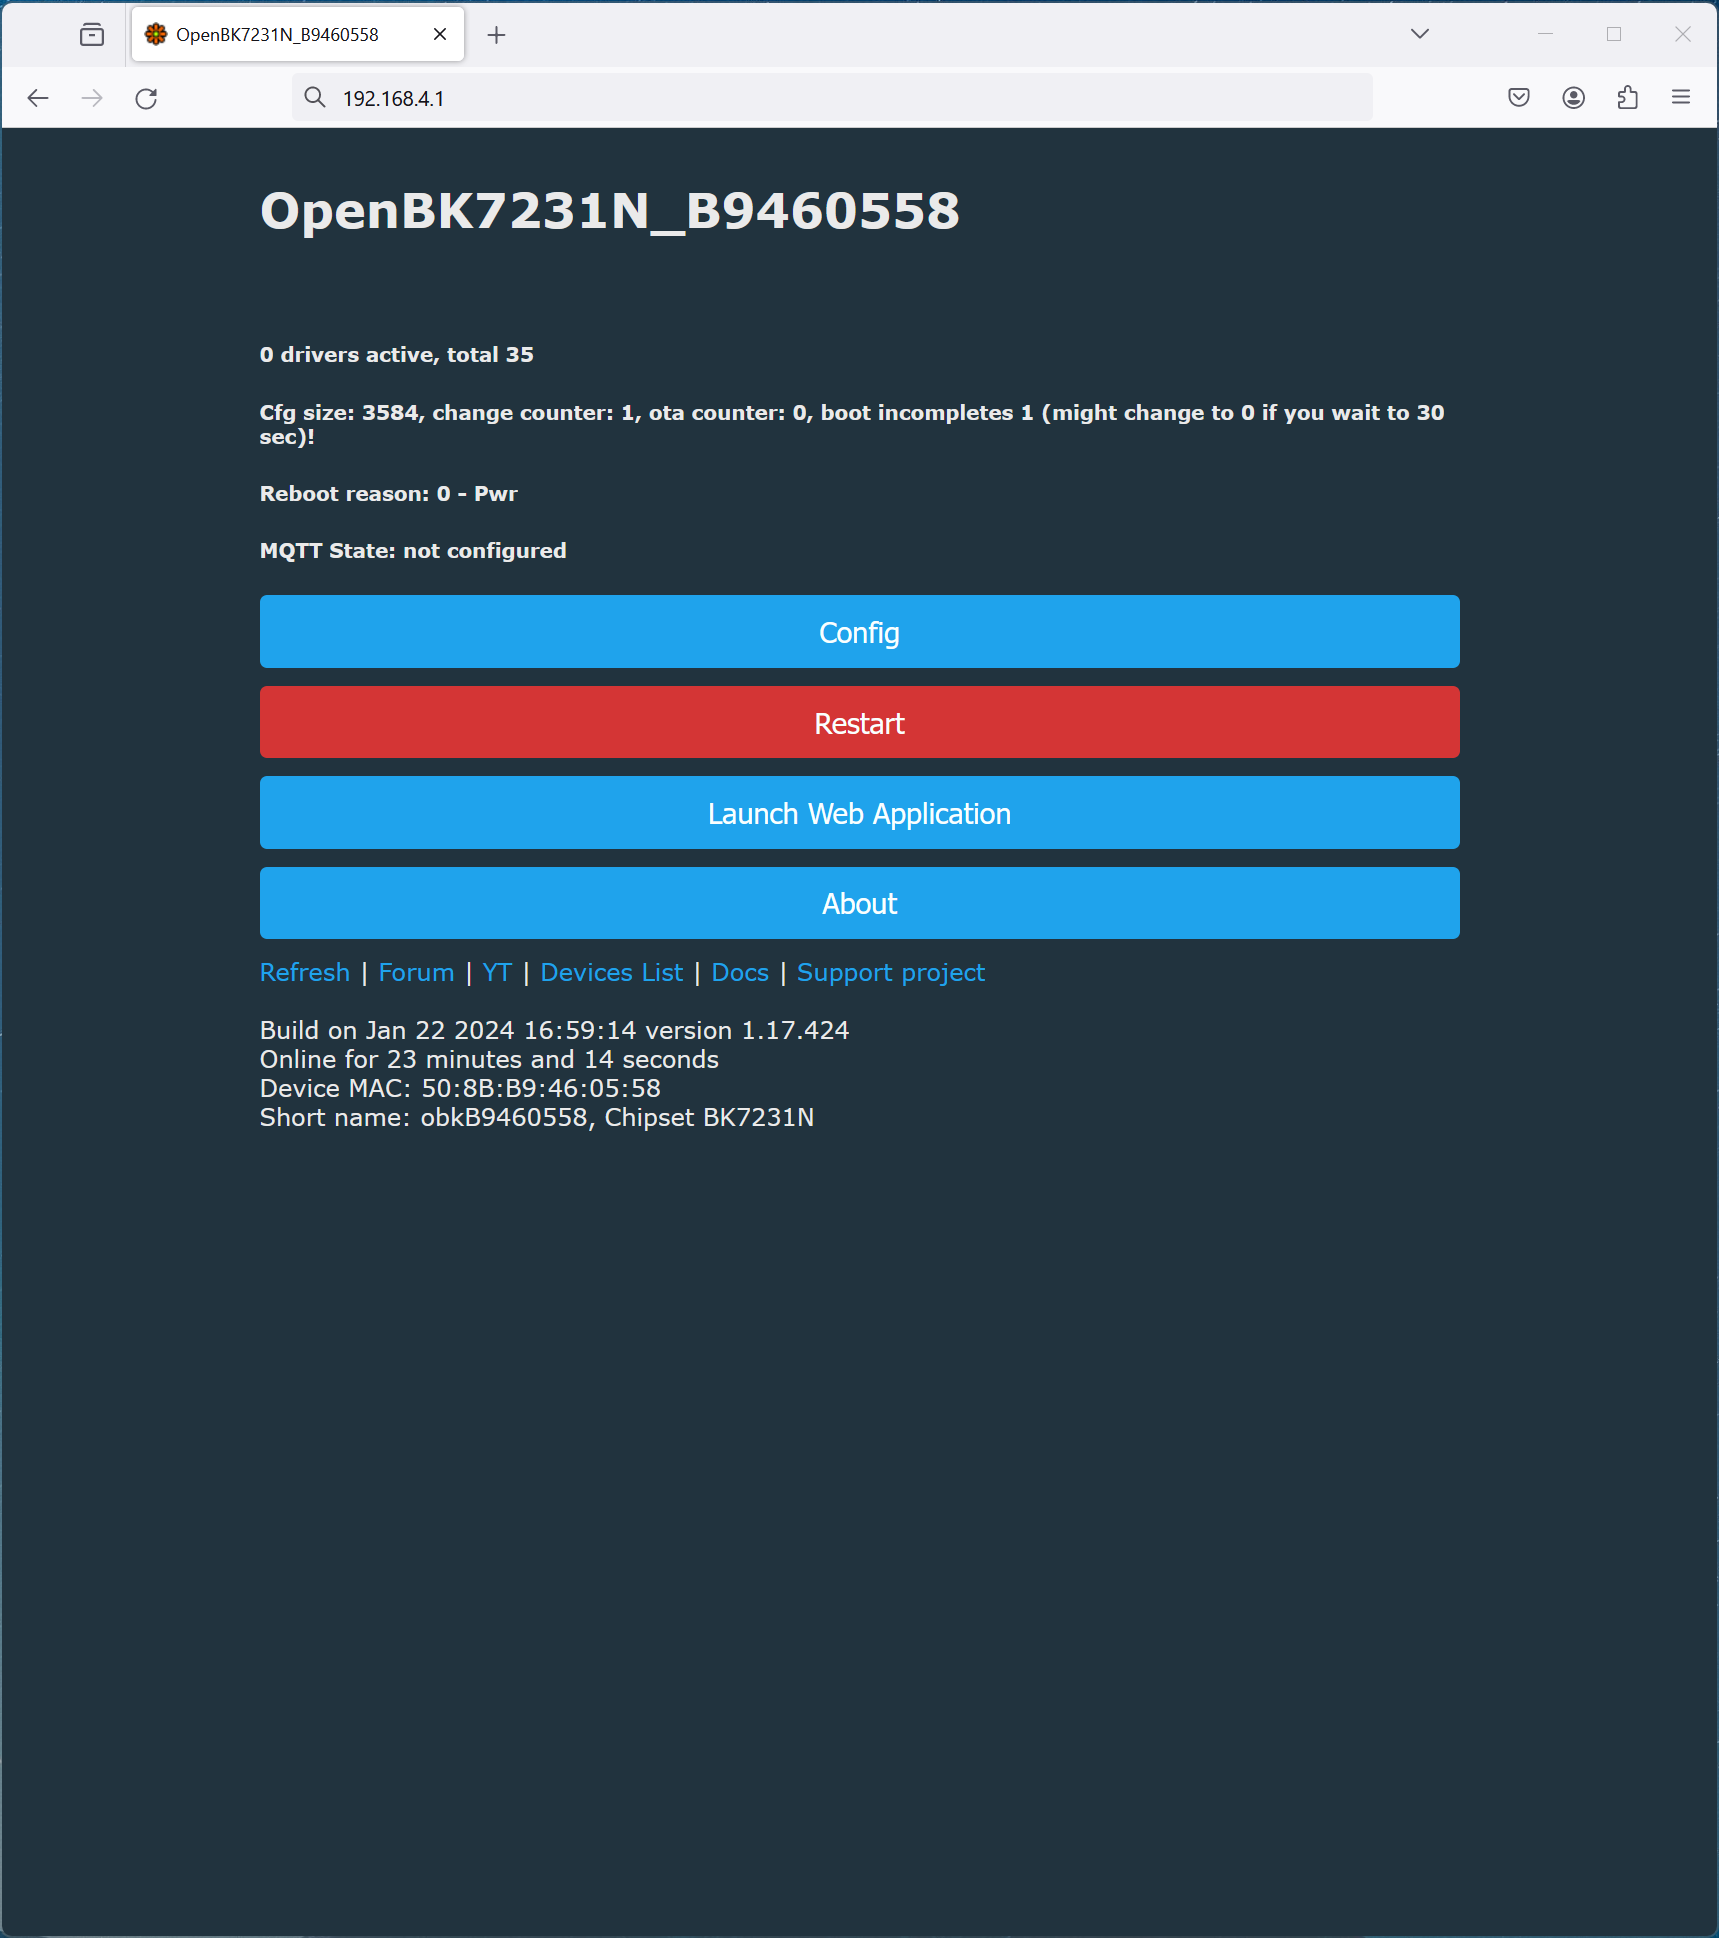 OpenBK7231N_B9460558
192.168.4.1
OpenBK7231N_B9460558
0 drivers active, total 35
Cfg size: 3584, change counter: 1, ota counter: 0, boot incompletes 1 (might change to 0 if you wait to 30
sec)!
Reboot reason: 0 - Pwr
MQTT State: not configured
Config
Restart
Launch Web Application
About
Refresh | Forum | YT | Devices List | Docs | Support project
Build on Jan 22 2024 16:59:14 version 1.17.424
Online for 23 minutes and 14 seconds
Device MAC: 50:8B:B9:46:05:58
Short name: obkB9460558, Chipset BK7231N